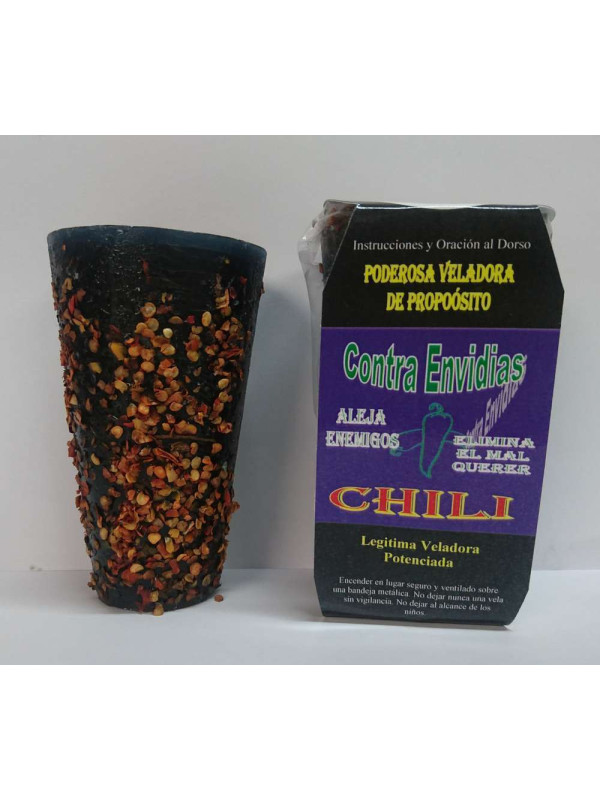 Instrucciones y Oración al Dorso
PODEROSA VELADORA
DE PROPOÓSITO
Contra Envidias
Contra Envidias
ALEJA
ENEMIGOS
ELIMINA
EL MAL
QUERER
CHILI
Legitima Veladora
Potenciada
Encender en lugar seguro y ventilado sobre
una bandeja metálica. No dejar nunca una vela
sin vigilancia. No dejar al alcance de los
niños.